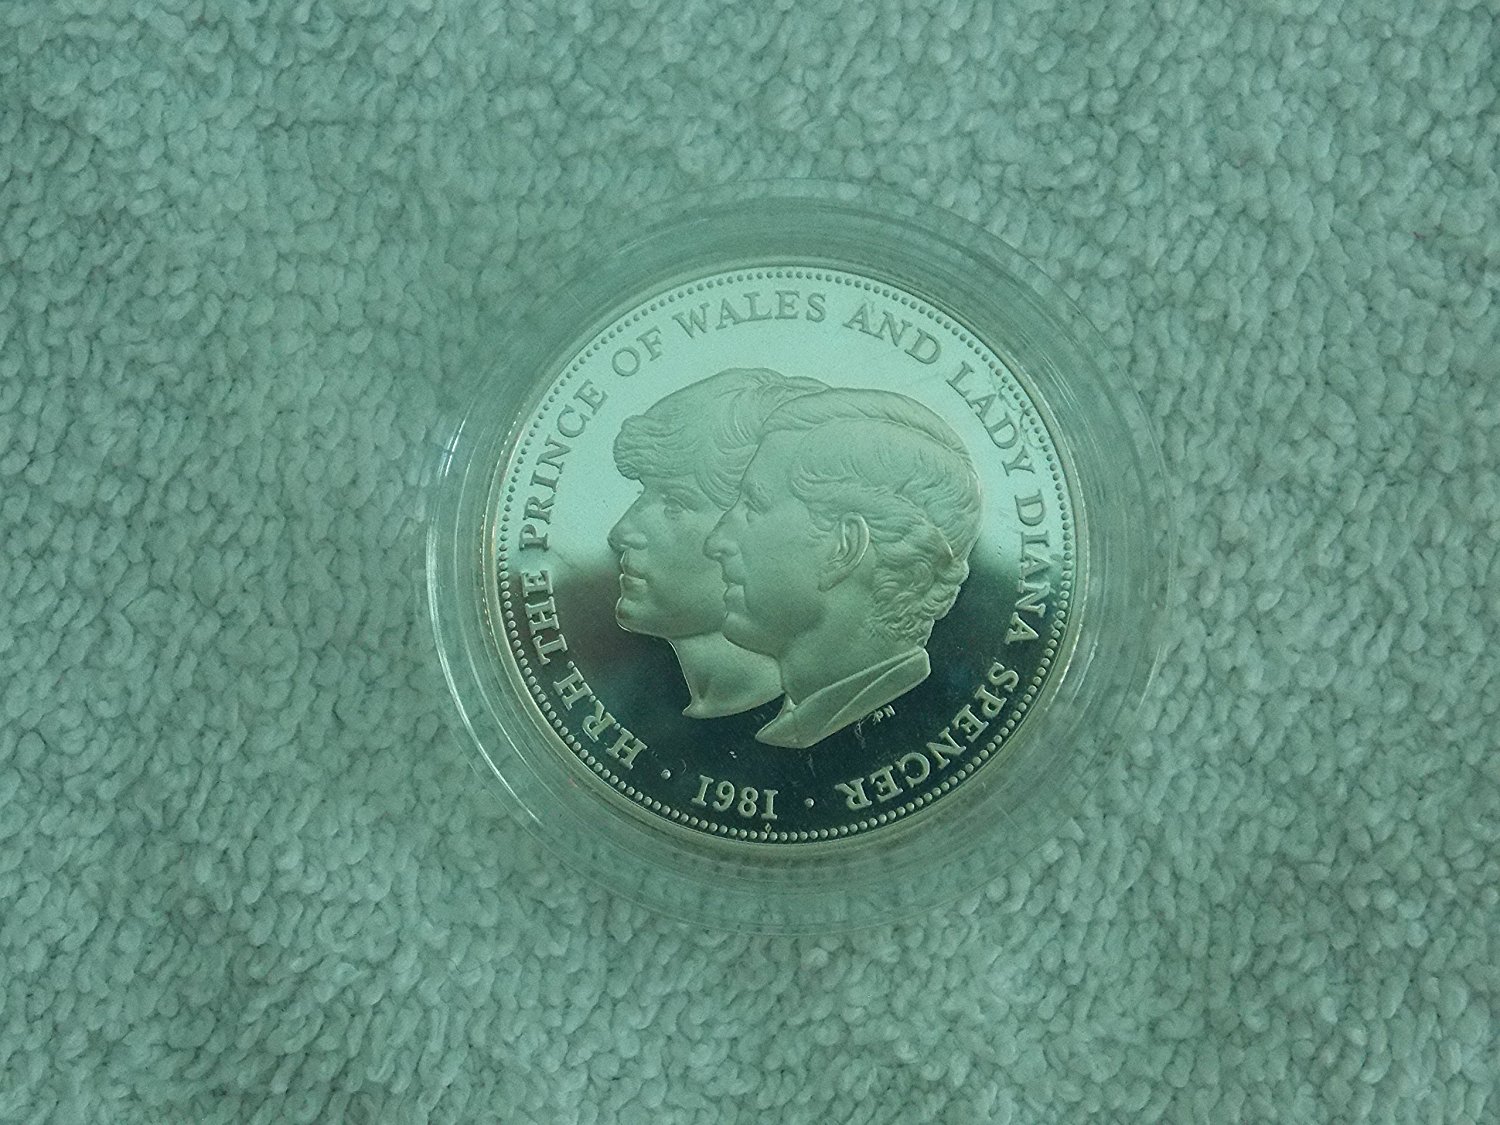 H.R.H. THE PRINCE OF WALES AND LADY DIANA SPENCER
· 1981 ·